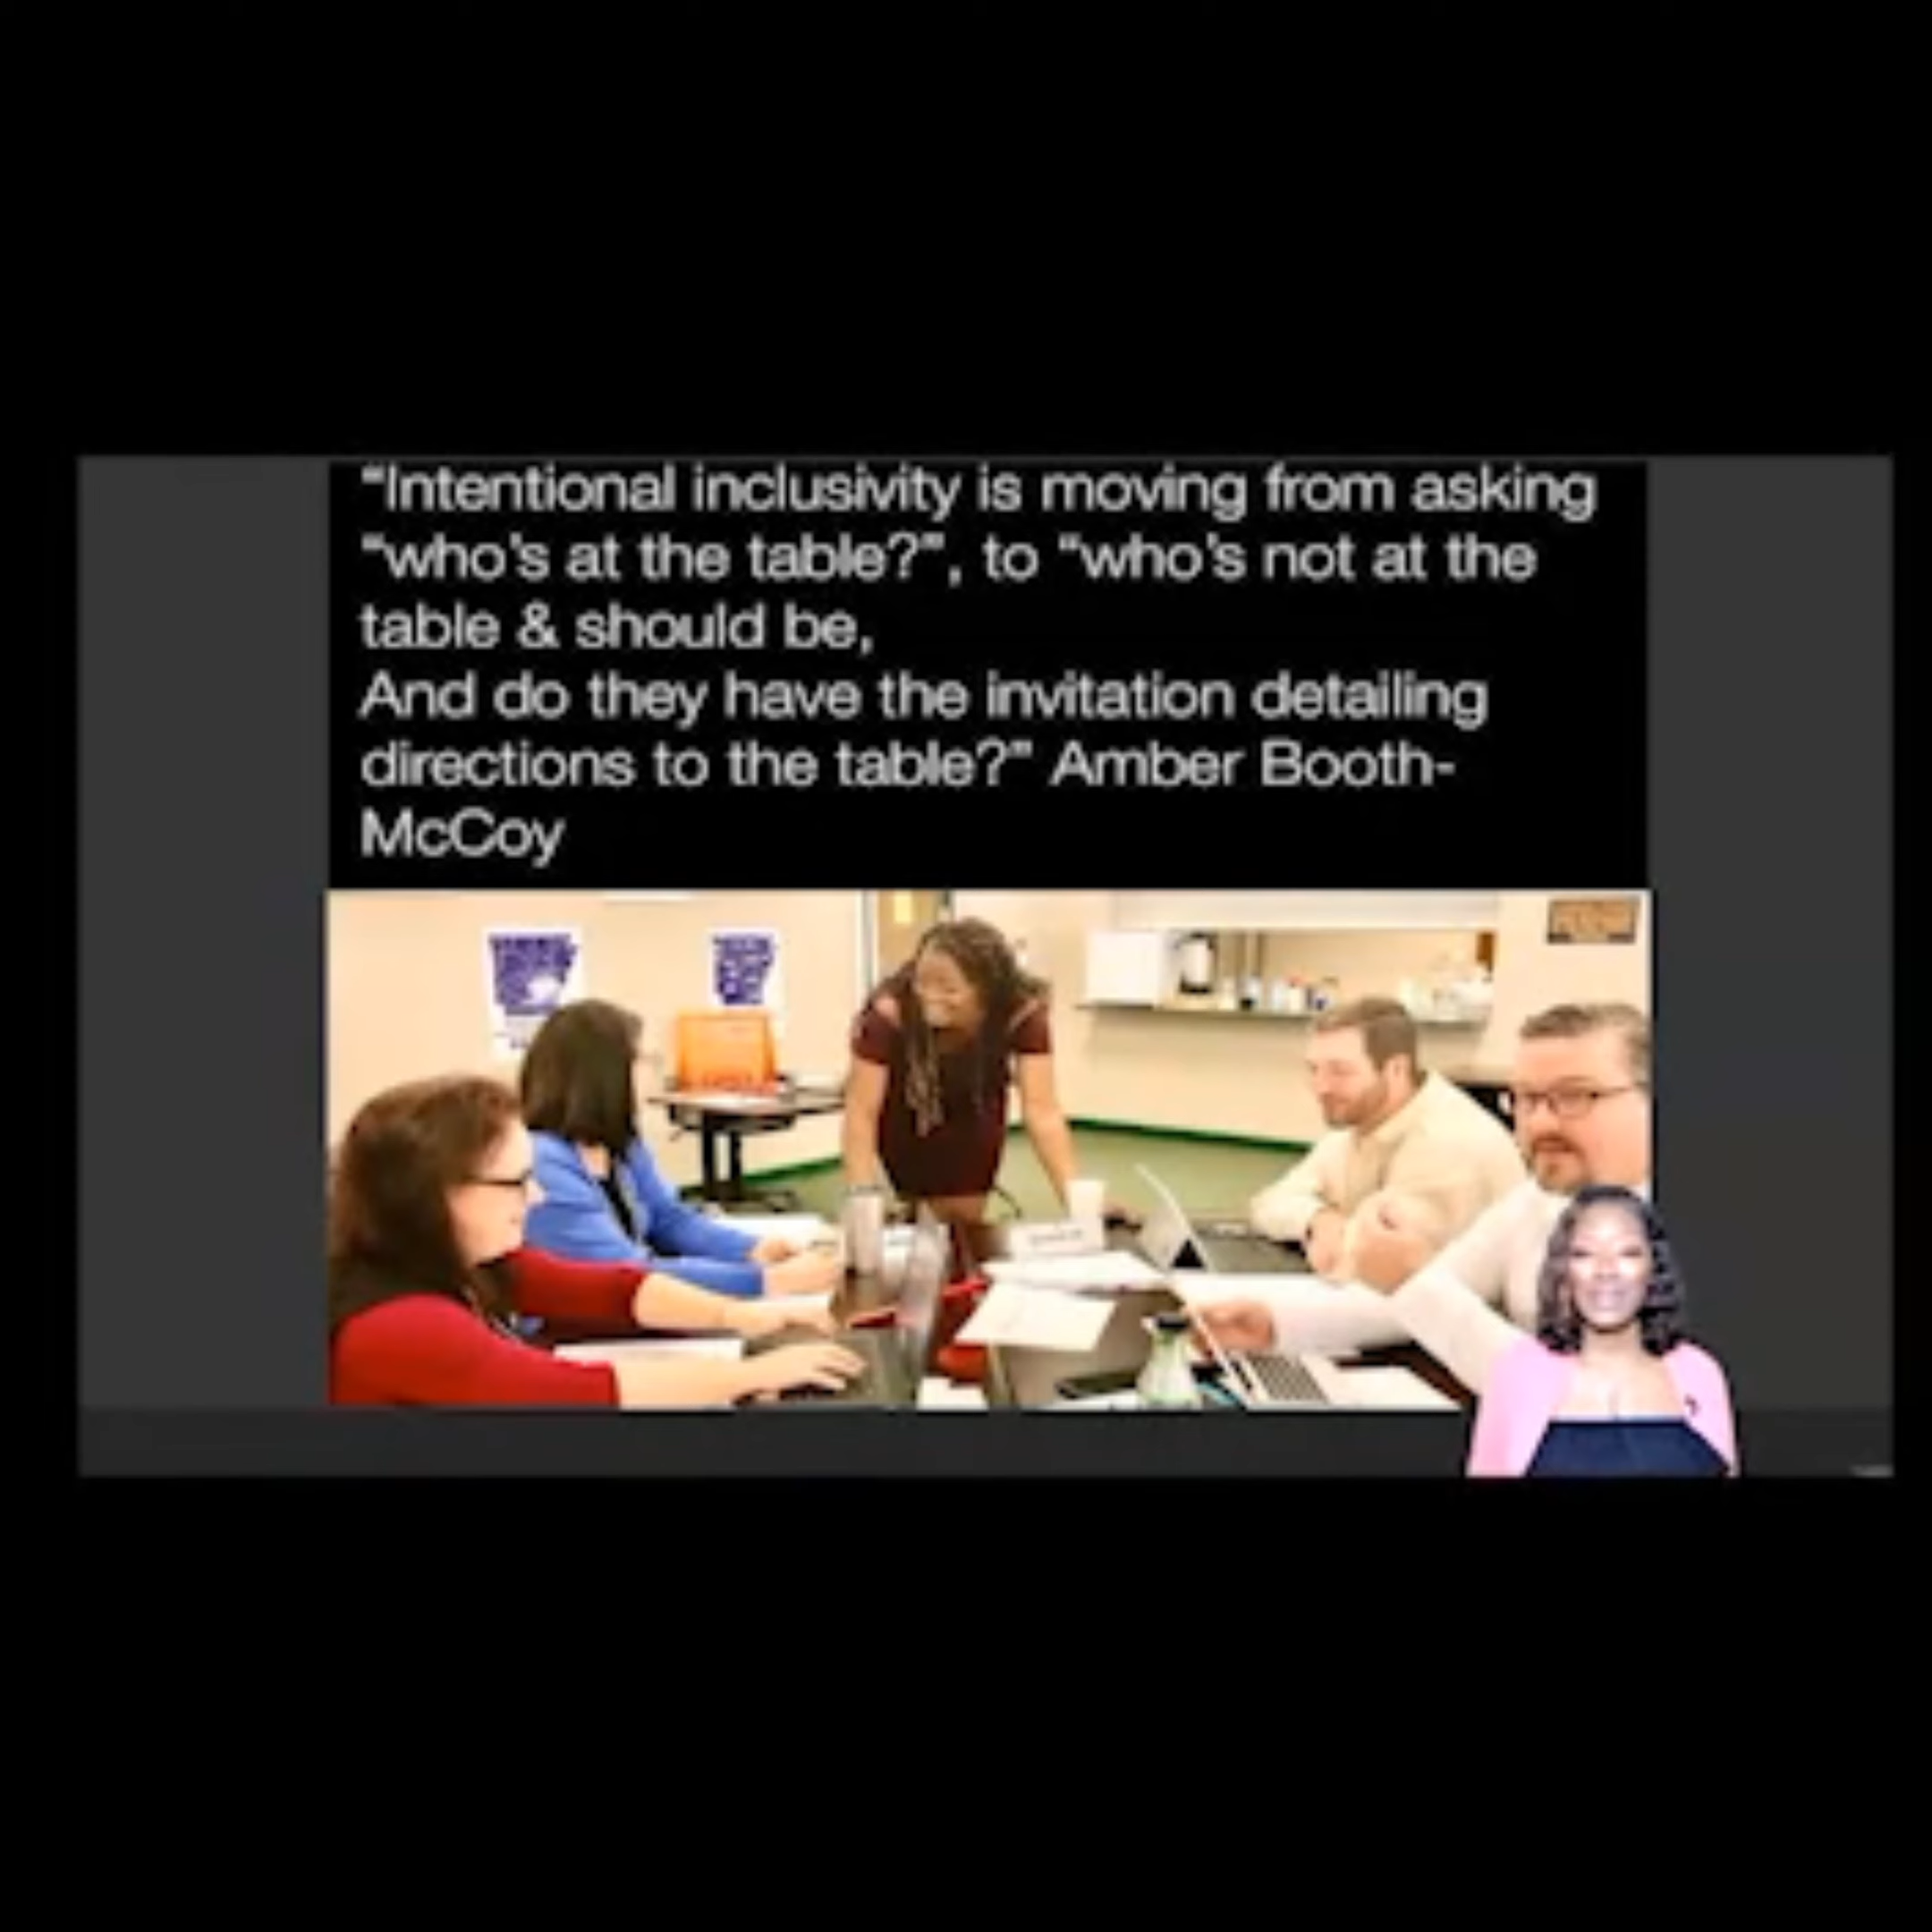 “Intentional inclusivity is moving from asking
“who’s at the table?”, to “who’s not at the
table & should be,
And do they have the invitation detailing
directions to the table?” Amber Booth-
McCoy